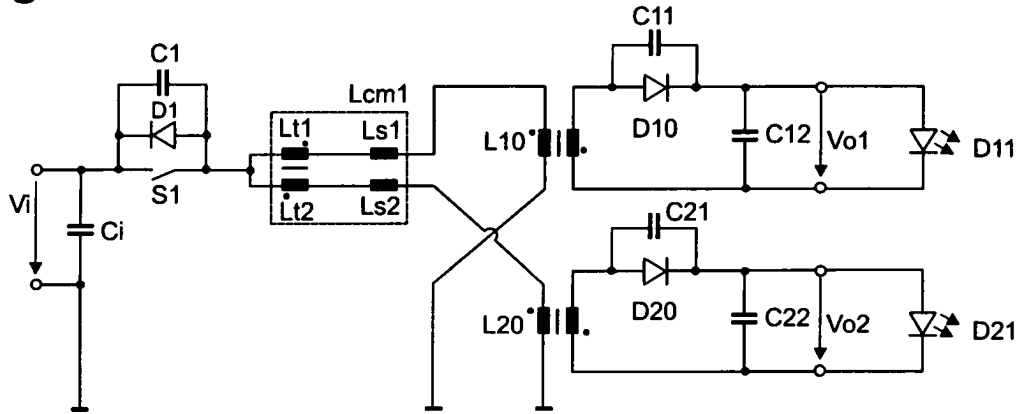 C11
C1
D1
Lcm1
Lt1 Ls1
L10
D10
C12
Vo1
D11
S1
Vi
Ci
Lt2 Ls2
C21
L20
D20
C22
Vo2
D21